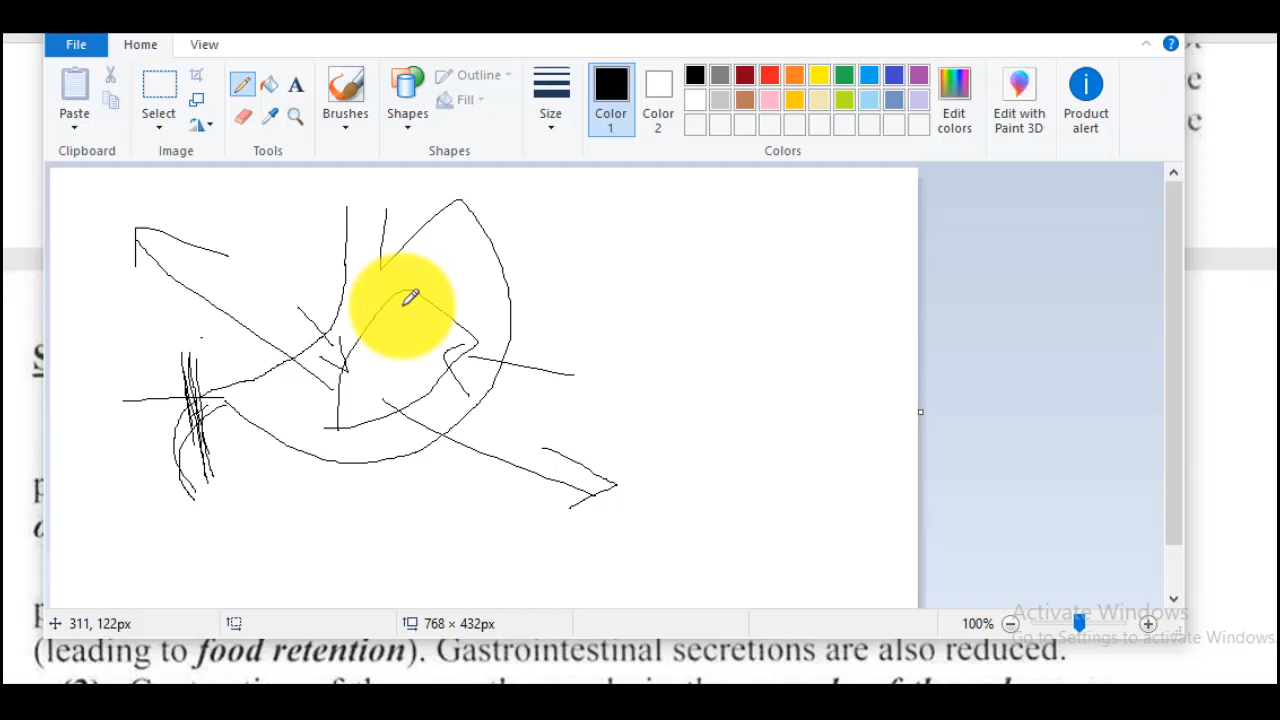 File Home View
Paste Select Brushes Shapes Outline Fill Size Color 1 Color 2 Edit colors Edit with Paint 3D Product alert
Clipboard Image Tools Shapes Colors
311, 122px 768 × 432px 100%
Activate Windows
Go to Settings to activate Windows
(leading to food retention). Gastrointestinal secretions are also reduced.